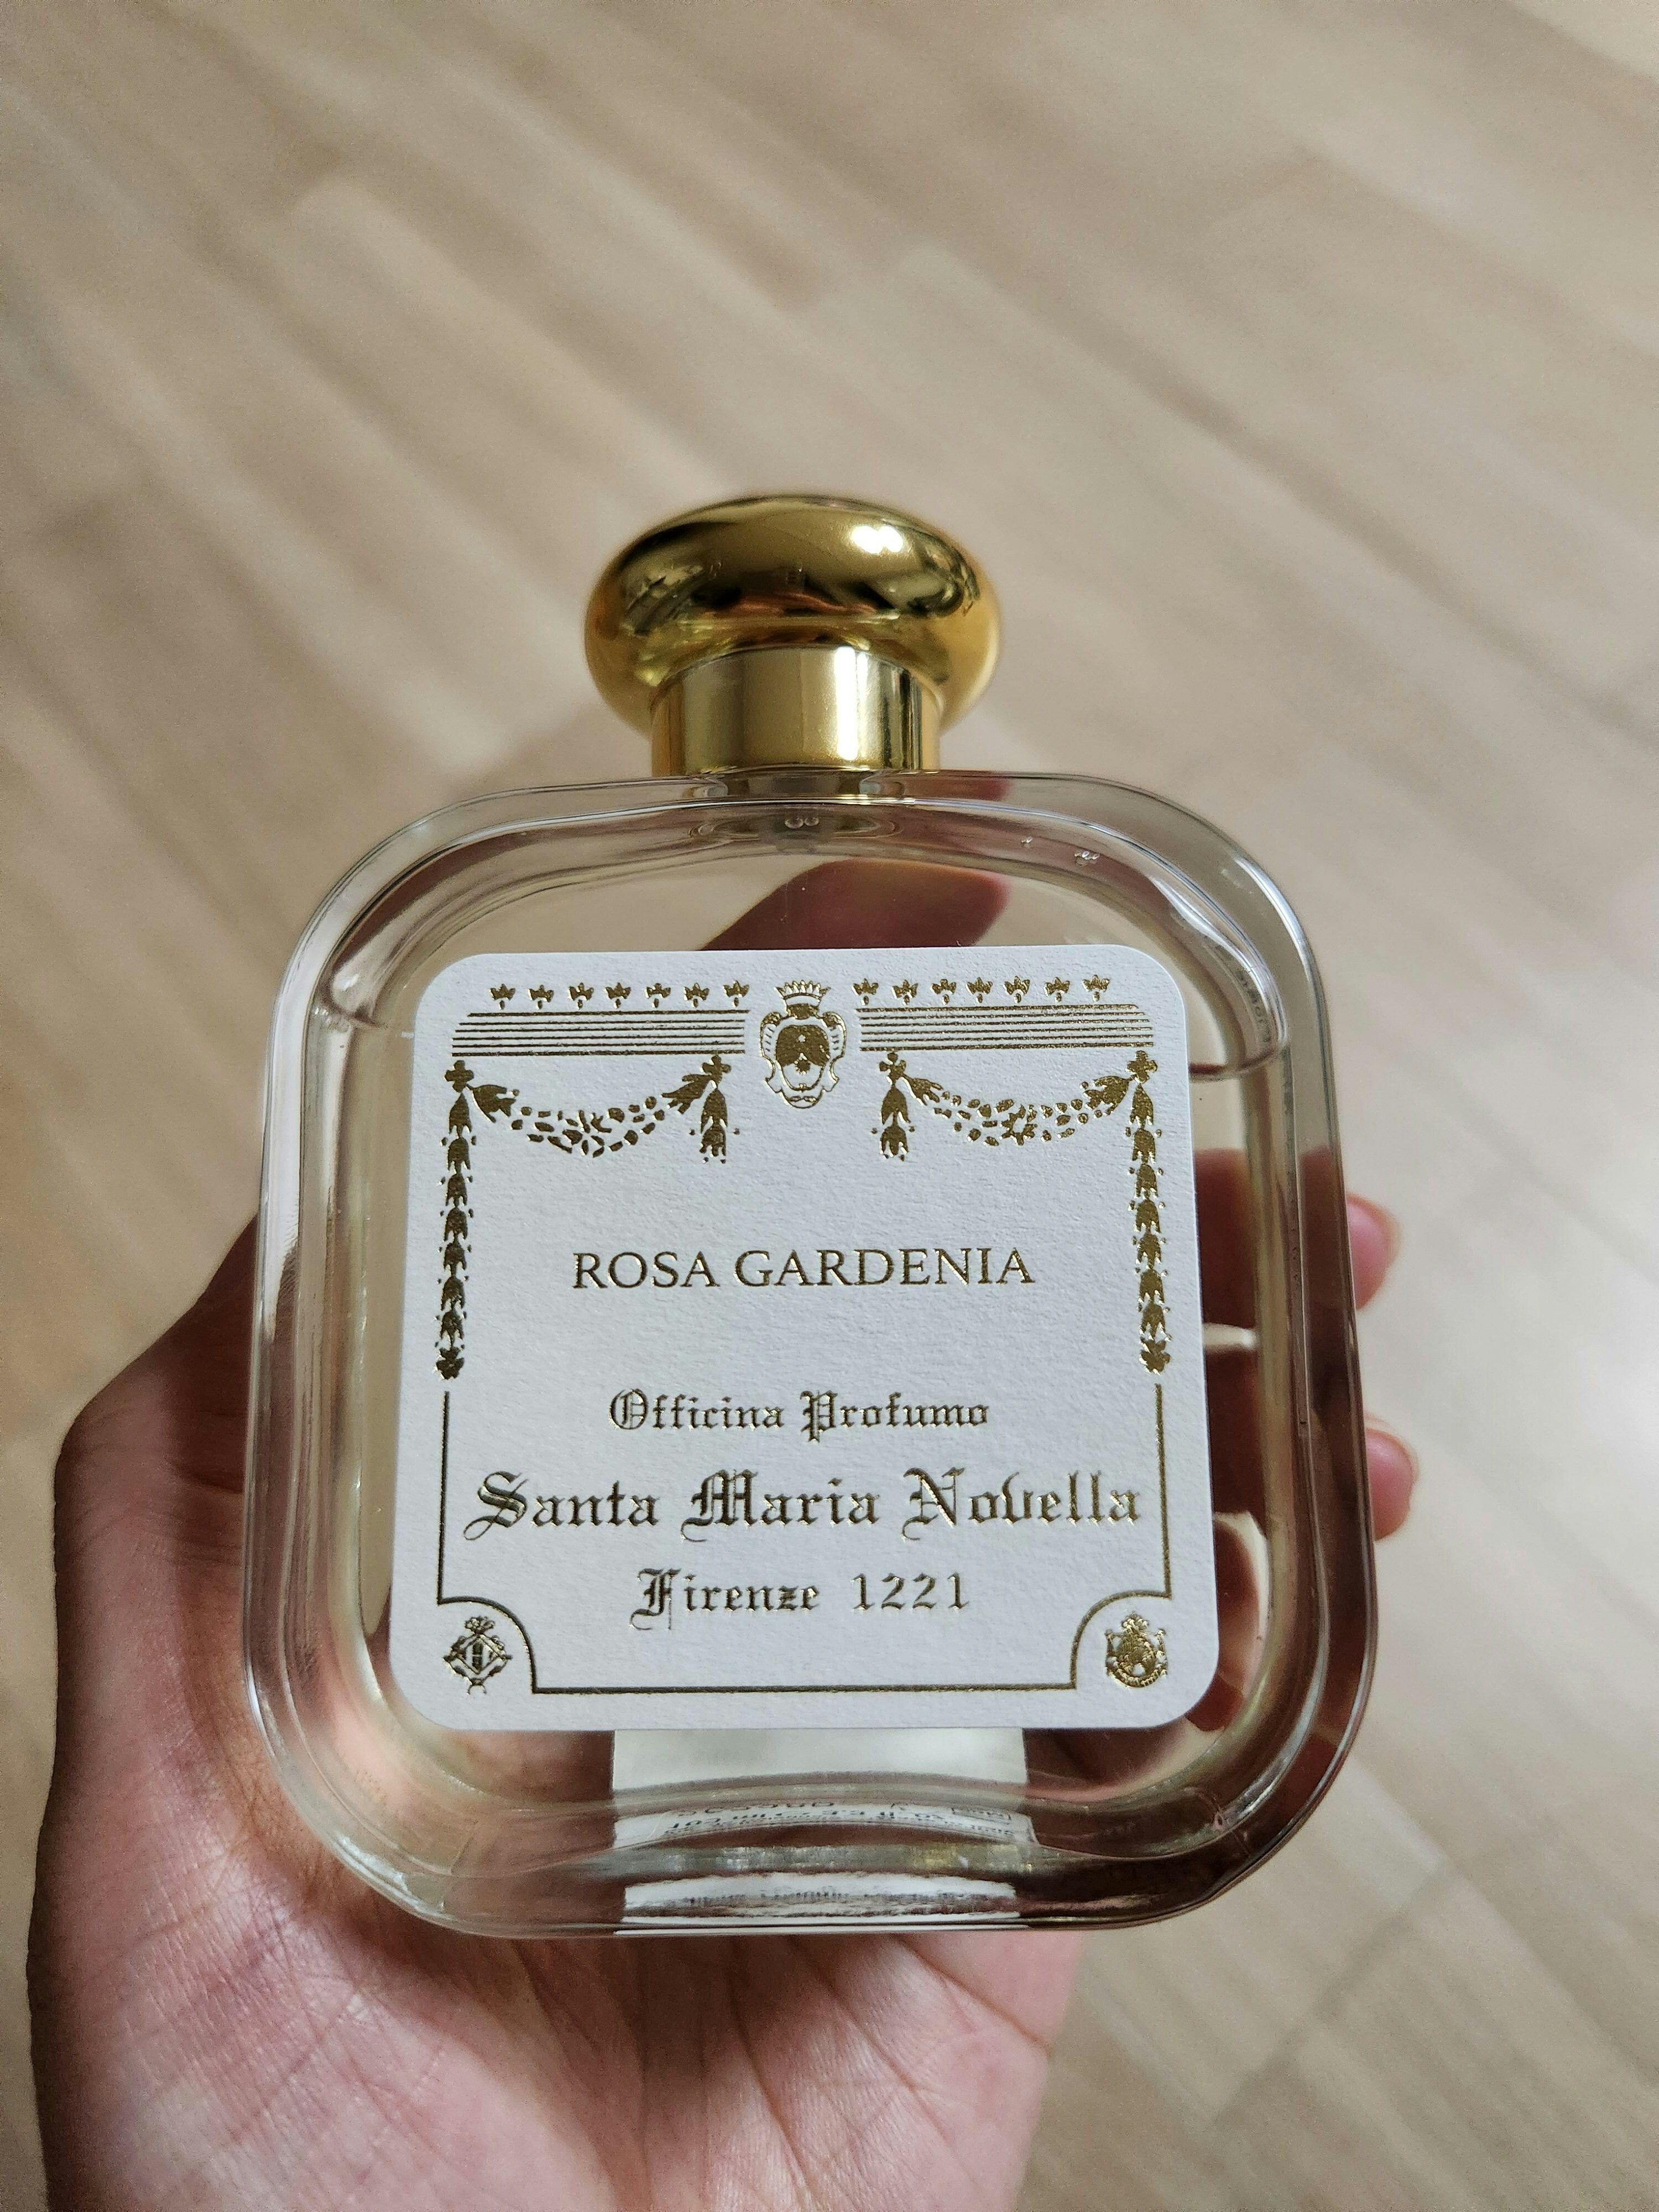 ROSA GARDENIA
Officina Profumo
Santa Maria Novella
Firenze 1221